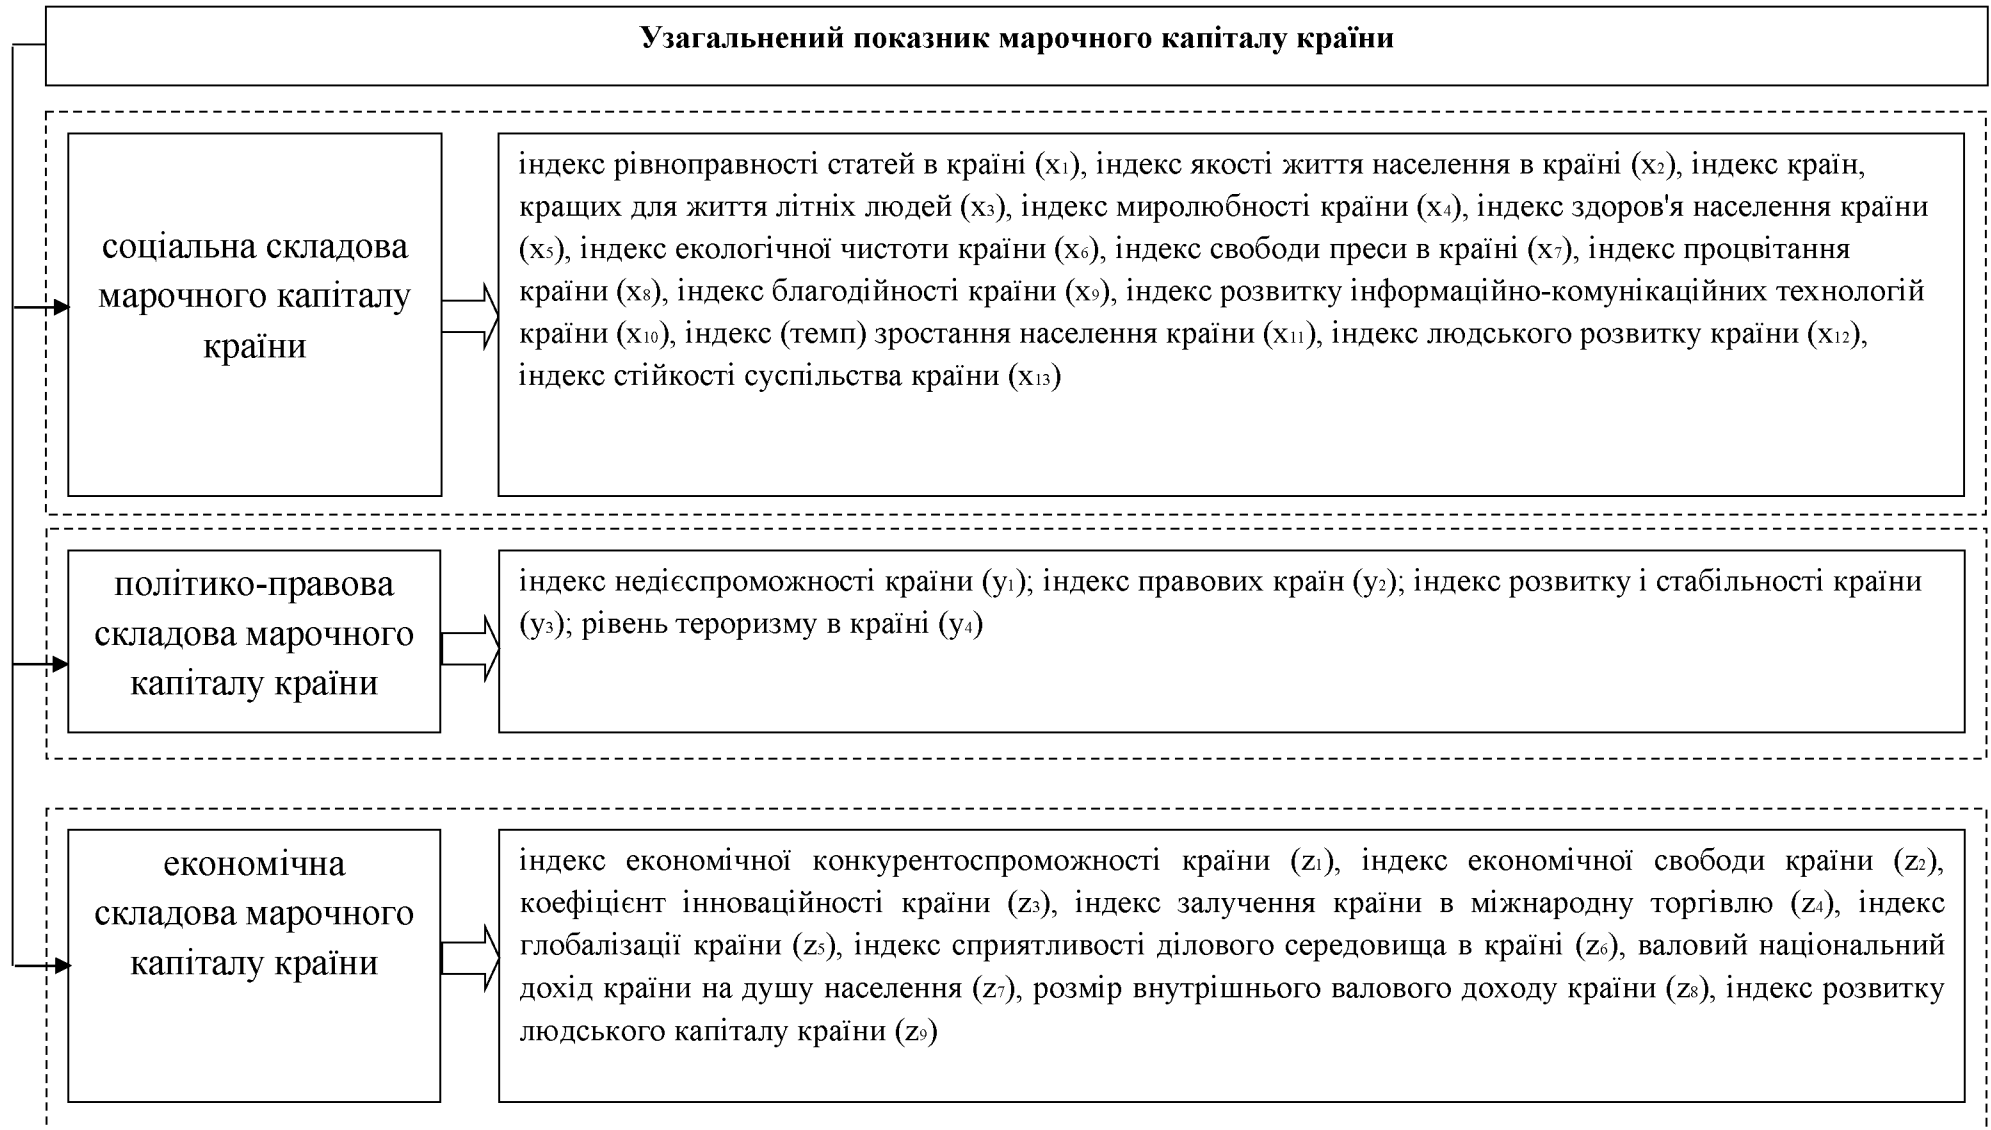 Узагальнений показник марочного капіталу країни
соціальна складова
марочного капіталу
країни
індекс рівноправності статей в країні (x₁), індекс якості життя населення в країні (x₂), індекс країн,
кращих для життя літніх людей (x₃), індекс миролюбності країни (x₄), індекс здоров'я населення країни
(x₅), індекс екологічної чистоти країни (x₆), індекс свободи преси в країні (x₇), індекс процвітання
країни (x₈), індекс благодійності країни (x₉), індекс розвитку інформаційно-комунікаційних технологій
країни (x₁₀), індекс (темп) зростання населення країни (x₁₁), індекс людського розвитку країни (x₁₂),
індекс стійкості суспільства країни (x₁₃)
політико-правова
складова марочного
капіталу країни
індекс недієспроможності країни (y₁); індекс правових країн (y₂); індекс розвитку і стабільності країни
(y₃); рівень тероризму в країні (y₄)
економічна
складова марочного
капіталу країни
індекс економічної конкурентоспроможності країни (z₁), індекс економічної свободи країни (z₂),
коефіцієнт інноваційності країни (z₃), індекс залучення країни в міжнародну торгівлю (z₄), індекс
глобалізації країни (z₅), індекс сприятливості ділового середовища в країні (z₆), валовий національний
дохід країни на душу населення (z₇), розмір внутрішнього валового доходу країни (z₈), індекс розвитку
людського капіталу країни (z₉)